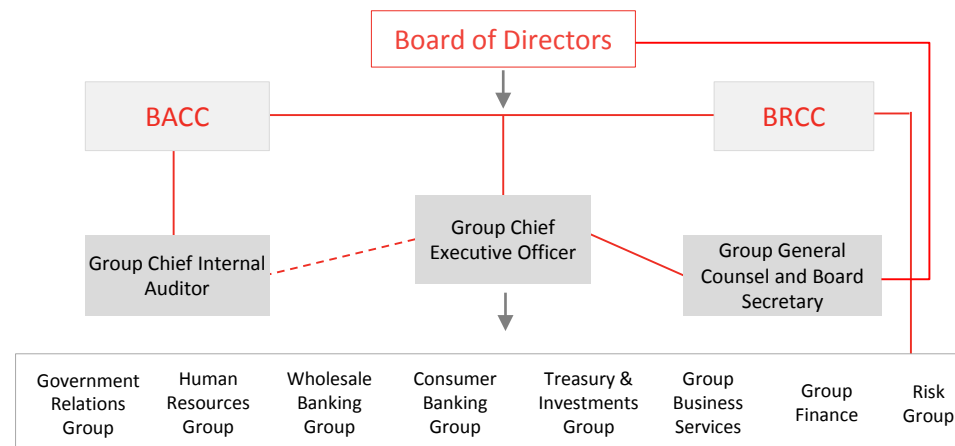 Board of Directors
BACC
BRCC
Group Chief
Executive Officer
Group Chief Internal
Auditor
Group General
Counsel and Board
Secretary
Government
Relations
Group
Human
Resources
Group
Wholesale
Banking
Group
Consumer
Banking
Group
Treasury &
Investments
Group
Group
Business
Services
Group
Finance
Risk
Group